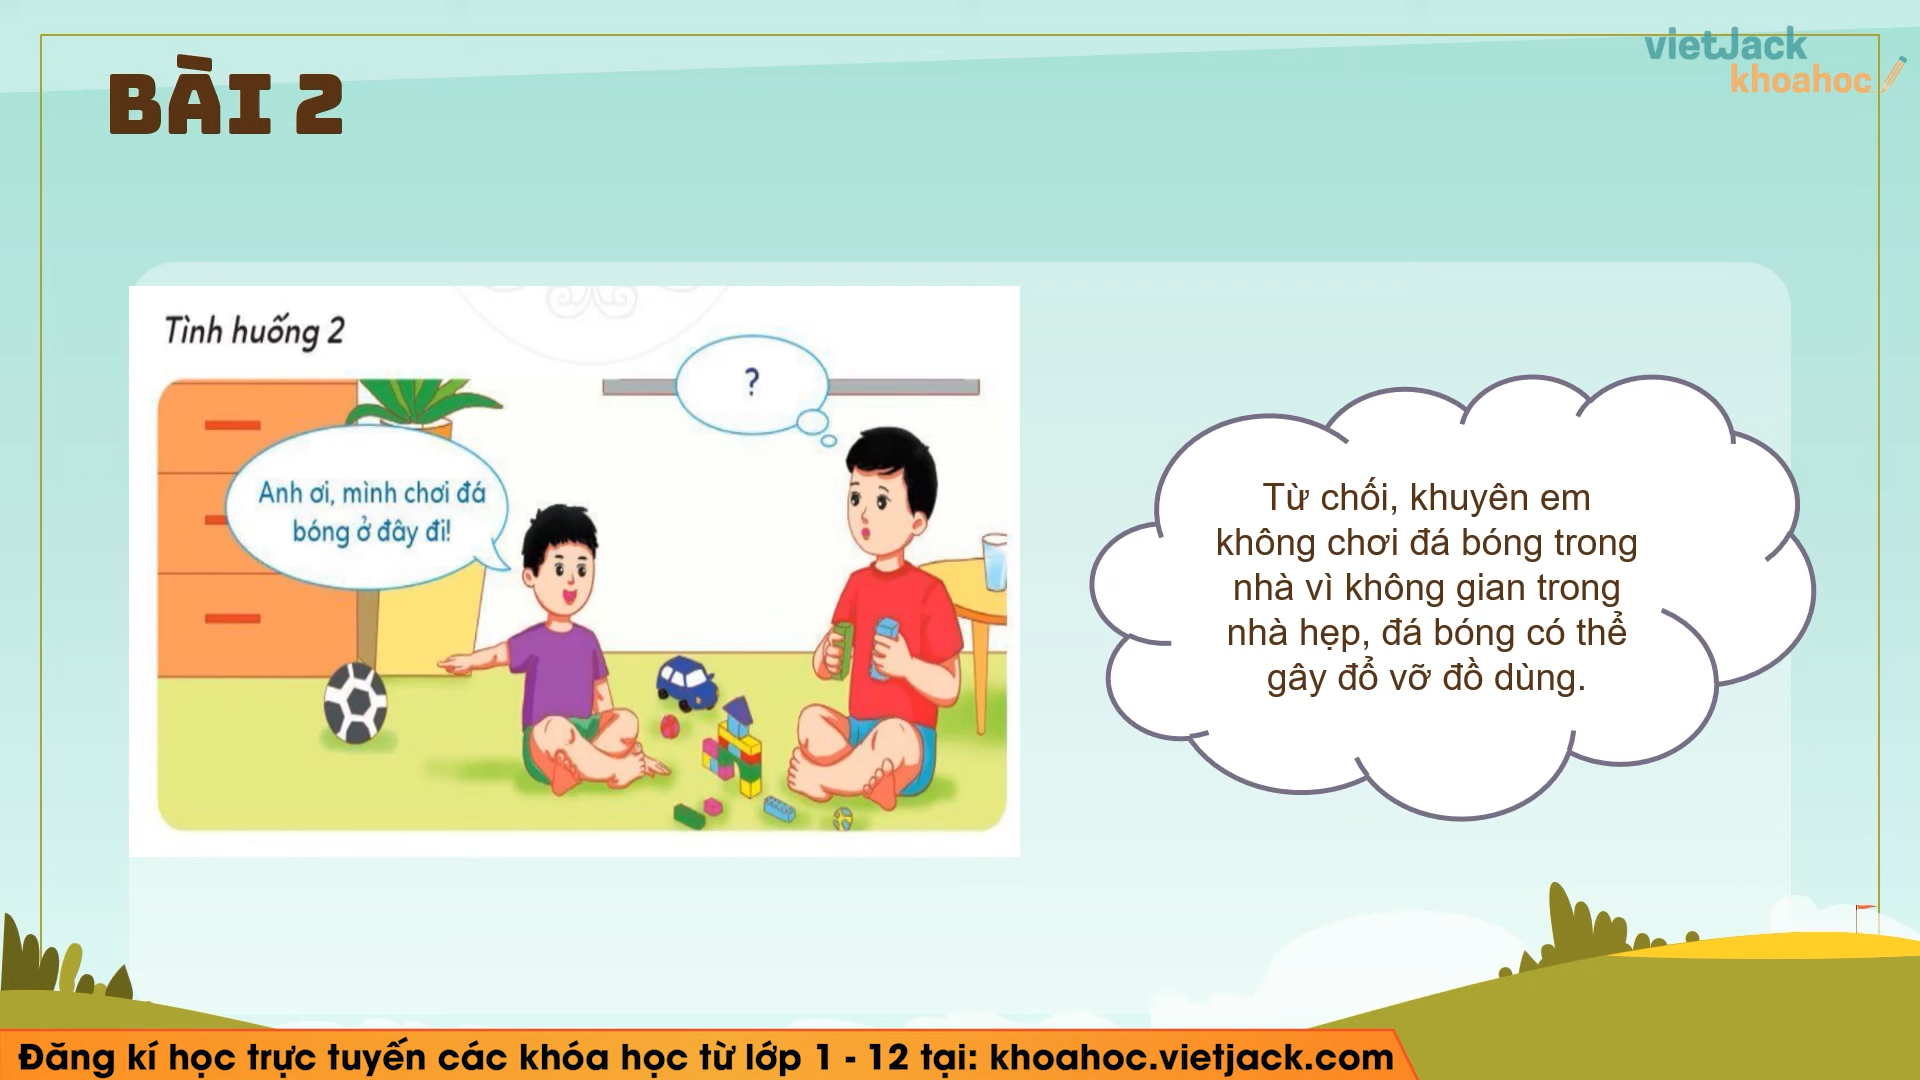 vietJack
khoahoc
BÀI 2
Tình huống 2
?
Anh ơi, mình chơi đá
bóng ở đây đi!
Từ chối, khuyên em
không chơi đá bóng trong
nhà vì không gian trong
nhà hẹp, đá bóng có thể
gây đổ vỡ đồ dùng.
Đăng kí học trực tuyến các khóa học từ lớp 1 - 12 tại: khoahoc.vietjack.com